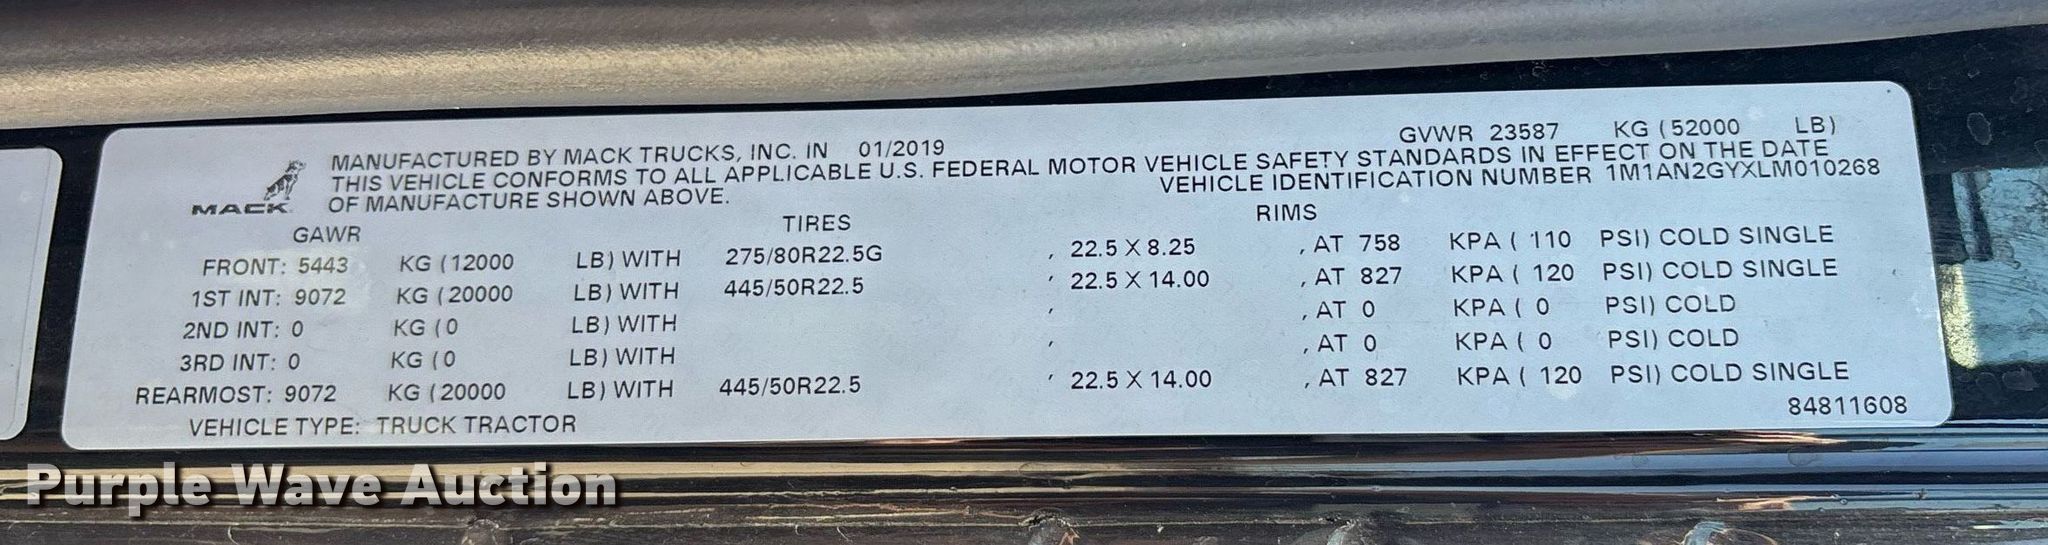 MANUFACTURED BY MACK TRUCKS, INC. IN 01/2019 GVWR 23587 KG (52000 LB)
THIS VEHICLE CONFORMS TO ALL APPLICABLE U.S. FEDERAL MOTOR VEHICLE SAFETY STANDARDS IN EFFECT ON THE DATE
OF MANUFACTURE SHOWN ABOVE. VEHICLE IDENTIFICATION NUMBER 1M1AN2GYXLM010268
MACK
GAWR TIRES RIMS
FRONT: 5443 KG (12000 LB) WITH 275/80R22.5G , 22.5 X 8.25 , AT 758 KPA ( 110 PSI) COLD SINGLE
1ST INT: 9072 KG (20000 LB) WITH 445/50R22.5 , 22.5 X 14.00 , AT 827 KPA ( 120 PSI) COLD SINGLE
2ND INT: 0 KG (0 LB) WITH , , AT 0 KPA ( 0 PSI) COLD
3RD INT: 0 KG (0 LB) WITH , , AT 0 KPA ( 0 PSI) COLD
REARMOST: 9072 KG (20000 LB) WITH 445/50R22.5 , 22.5 X 14.00 , AT 827 KPA ( 120 PSI) COLD SINGLE
VEHICLE TYPE: TRUCK TRACTOR 84811608
Purple Wave Auction